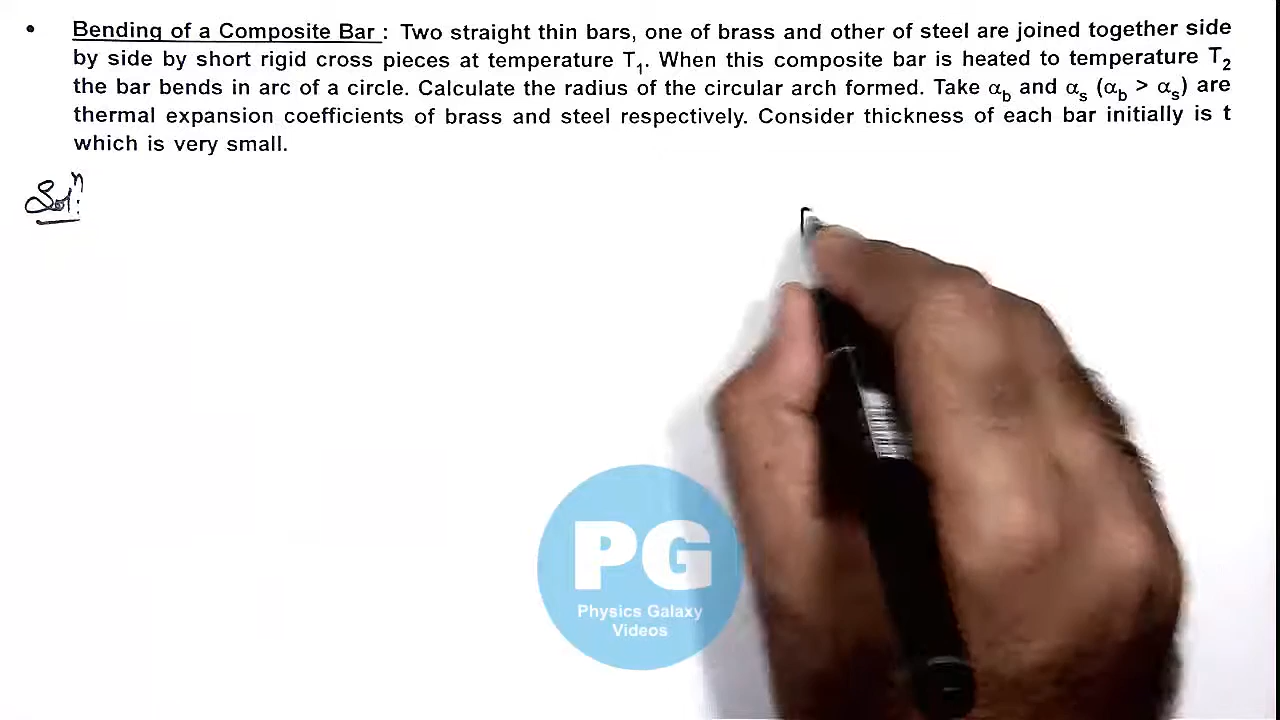 • Bending of a Composite Bar : Two straight thin bars, one of brass and other of steel are joined together side
by side by short rigid cross pieces at temperature T₁. When this composite bar is heated to temperature T₂
the bar bends in arc of a circle. Calculate the radius of the circular arch formed. Take α_b and α_s (α_b > α_s) are
thermal expansion coefficients of brass and steel respectively. Consider thickness of each bar initially is t
which is very small.
Solⁿ:
PG
Physics Galaxy
Videos